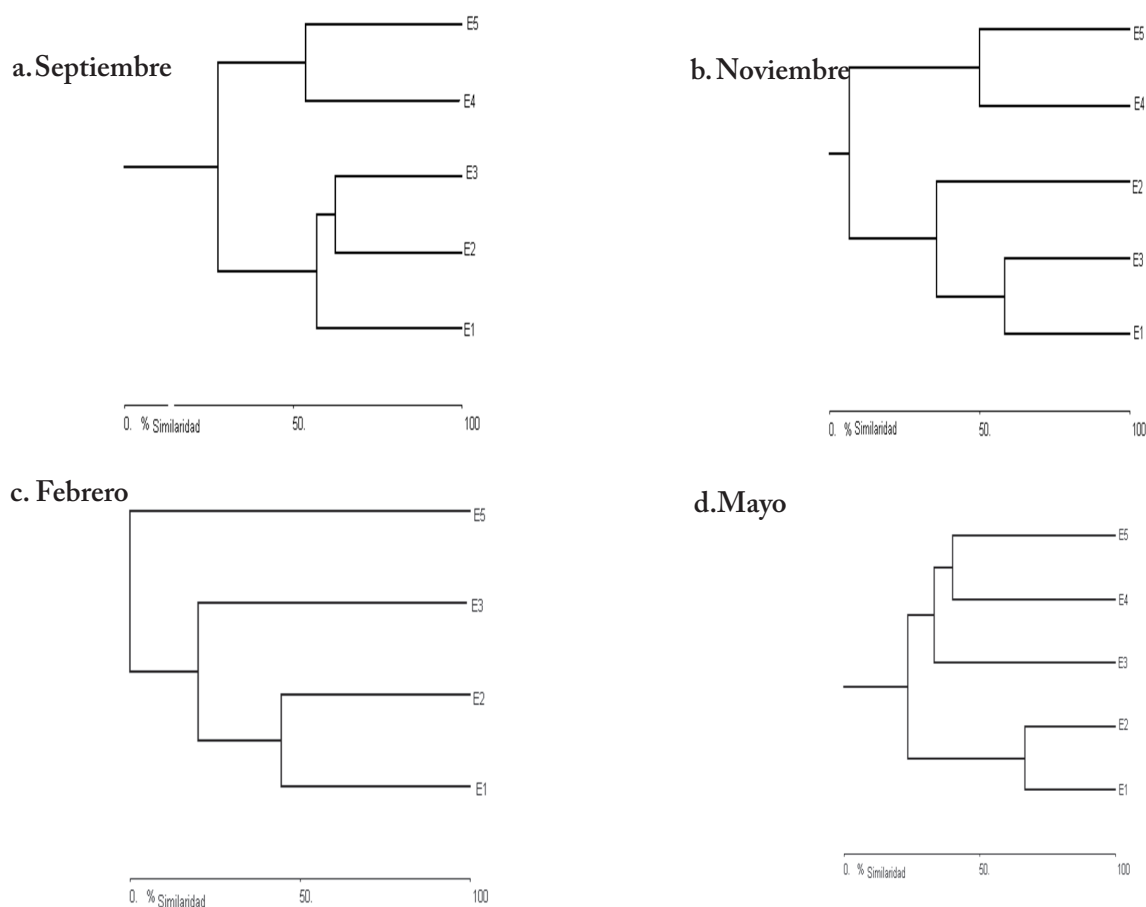 a. Septiembre
E5
E4
E3
E2
E1
0. % Similaridad 50. 100
b. Noviembre
E5
E4
E2
E3
E1
0. % Similaridad 50. 100
c. Febrero
E5
E3
E2
E1
0. % Similaridad 50. 100
d.Mayo
E5
E4
E3
E2
E1
0. % Similaridad 50. 100